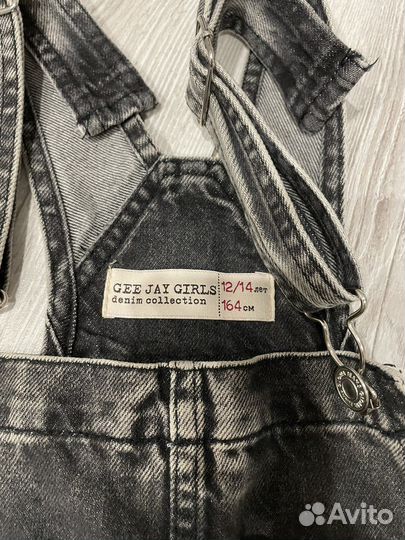 GEE JAY GIRLS
denim collection
12/14 лет
164 см
Avito